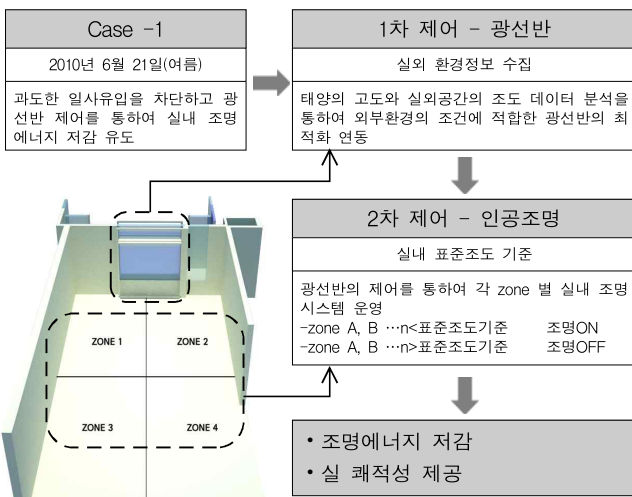 Case -1
2010년 6월 21일(여름)
과도한 일사유입을 차단하고 광
선반 제어를 통하여 실내 조명
에너지 저감 유도
1차 제어 - 광선반
실외 환경정보 수집
태양의 고도와 실외공간의 조도 데이터 분석을
통하여 외부환경의 조건에 적합한 광선반의 최
적화 연동
2차 제어 - 인공조명
실내 표준조도 기준
광선반의 제어를 통하여 각 zone 별 실내 조명
시스템 운영
-zone A, B …n<표준조도기준 조명ON
-zone A, B …n>표준조도기준 조명OFF
ZONE 1
ZONE 2
ZONE 3
ZONE 4
• 조명에너지 저감
• 실 쾌적성 제공